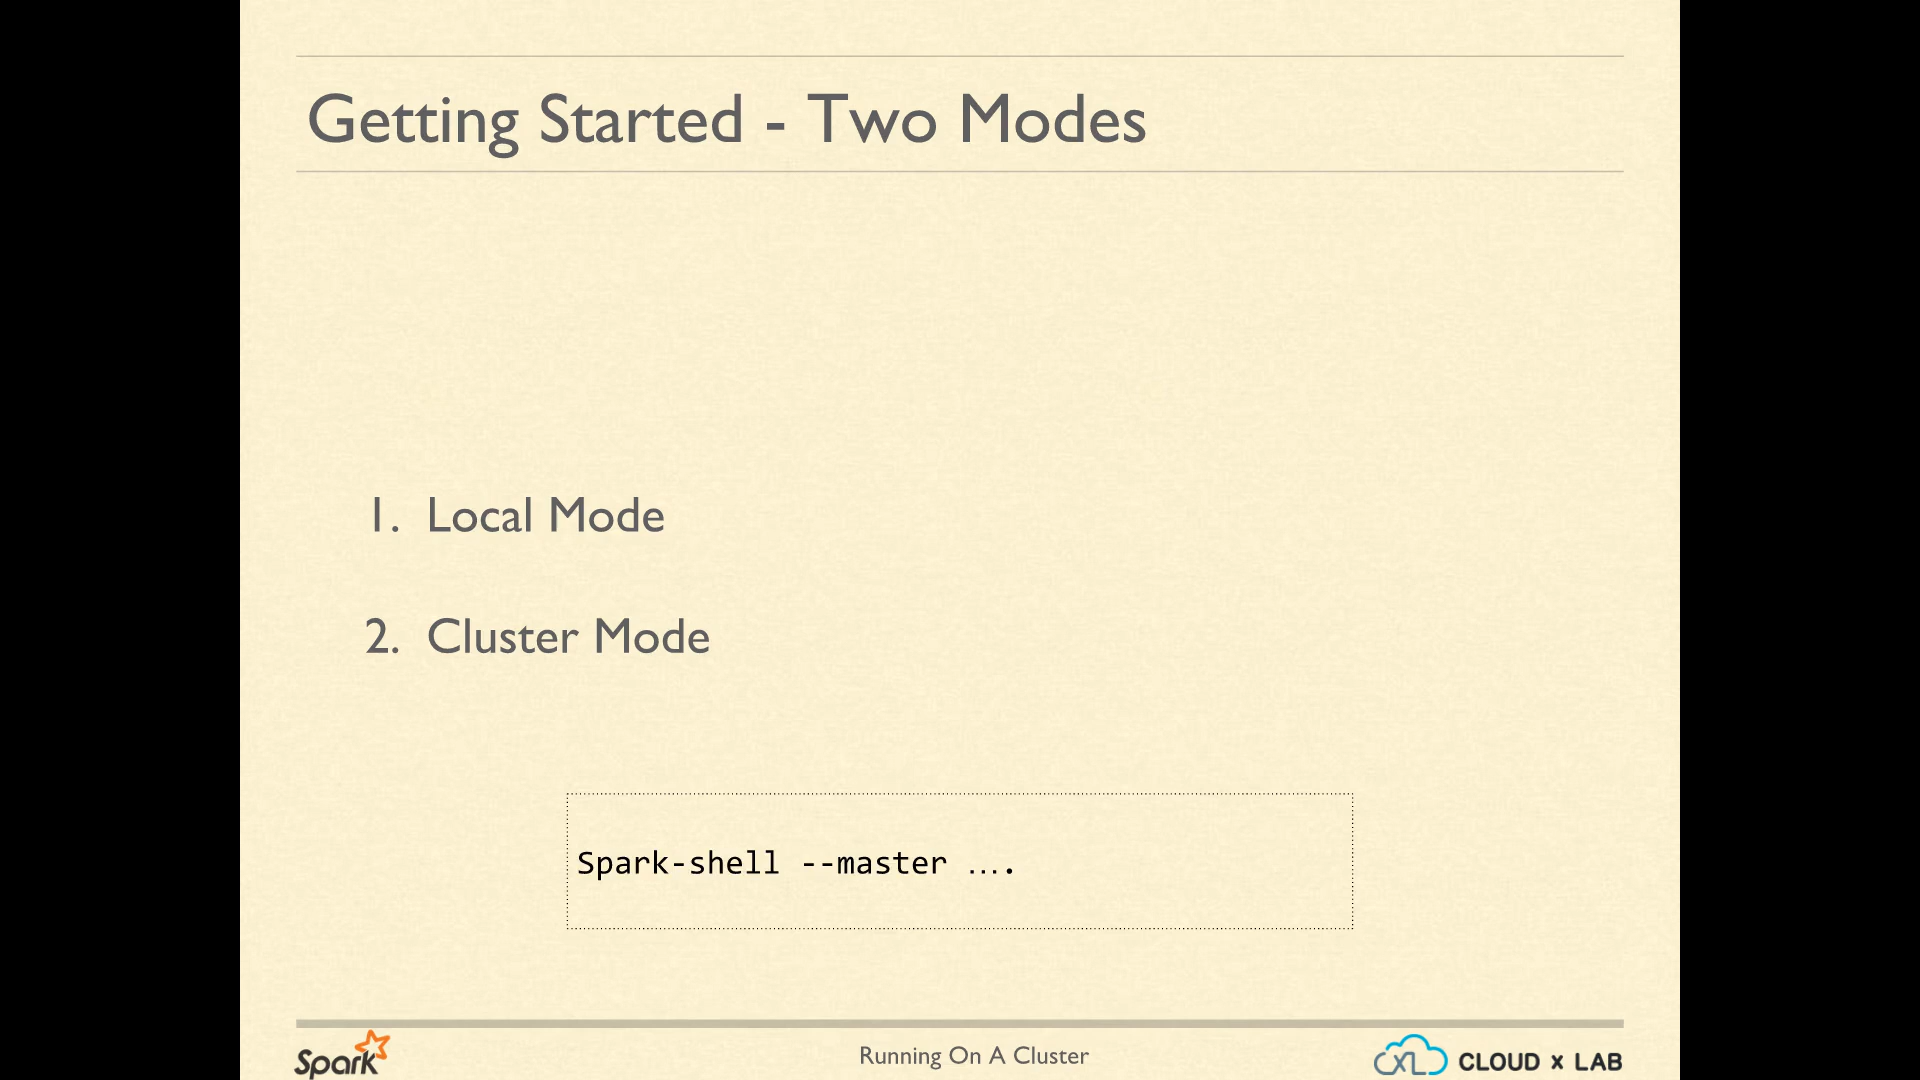 Getting Started - Two Modes
1. Local Mode
2. Cluster Mode
Spark-shell --master ….
Spark
Running On A Cluster
CXL CLOUD x LAB